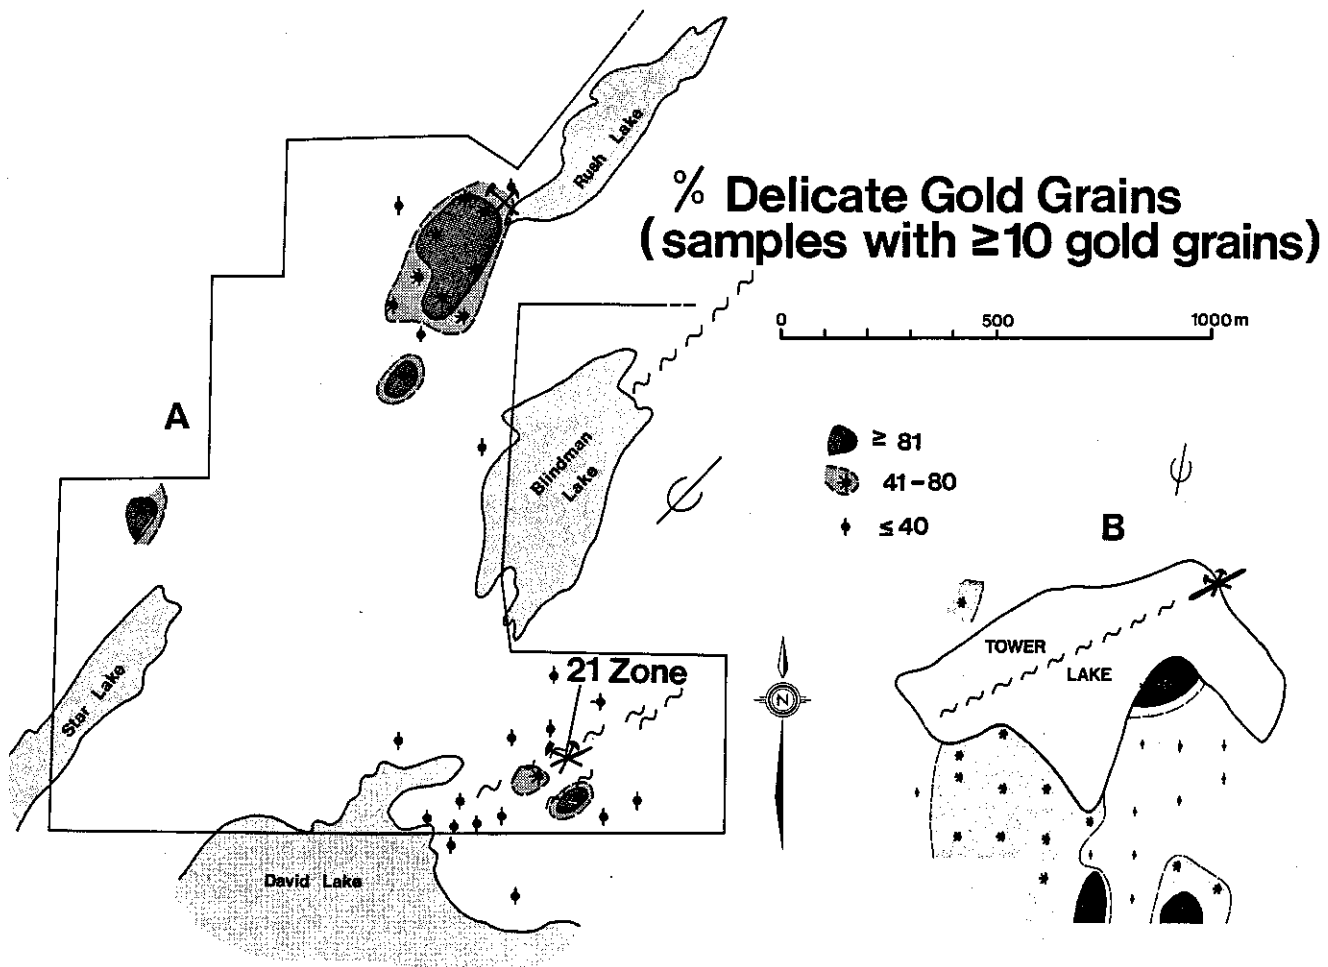 Rush Lake
% Delicate Gold Grains
(samples with ≥10 gold grains)
0 500 1000m
A
≥ 81
41-80
≤40
Blindman
Lake
B
TOWER
LAKE
21 Zone
Star Lake
N
David Lake